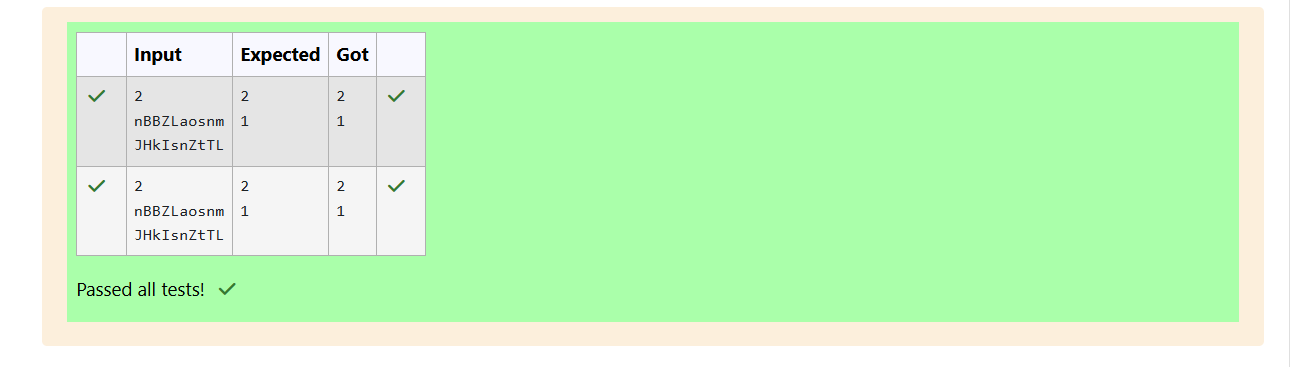 Input Expected Got
2 2 2
nBBZLaosnm 1 1
JHkIsnZtTL
2 2 2
nBBZLaosnm 1 1
JHkIsnZtTL
Passed all tests!